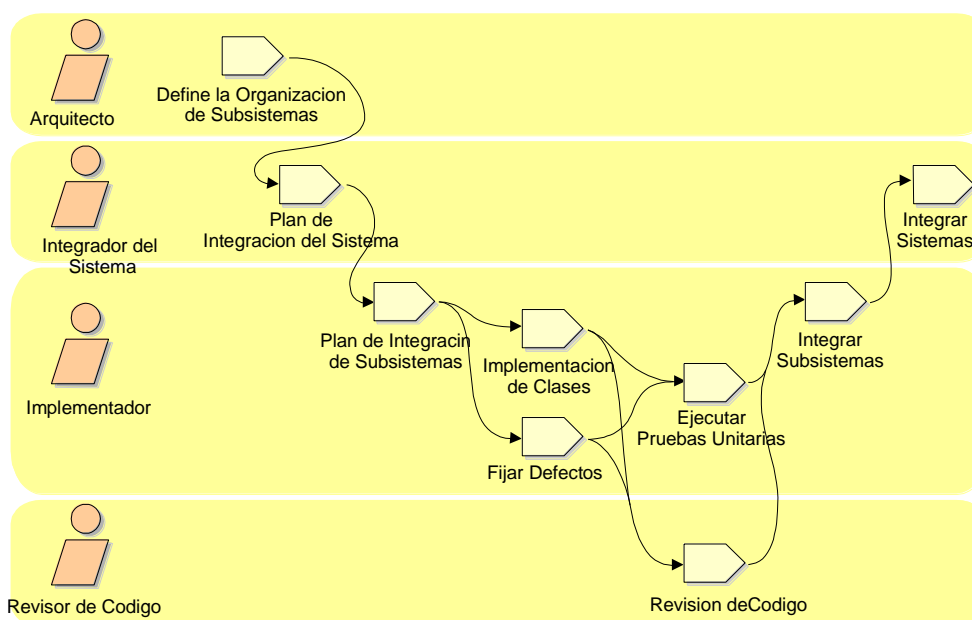 Arquitecto
Define la Organizacion
de Subsistemas
Integrador del
Sistema
Plan de
Integracion del Sistema
Integrar
Sistemas
Implementador
Plan de Integracin
de Subsistemas
Implementacion
de Clases
Fijar Defectos
Ejecutar
Pruebas Unitarias
Integrar
Subsistemas
Revisor de Codigo
Revision deCodigo